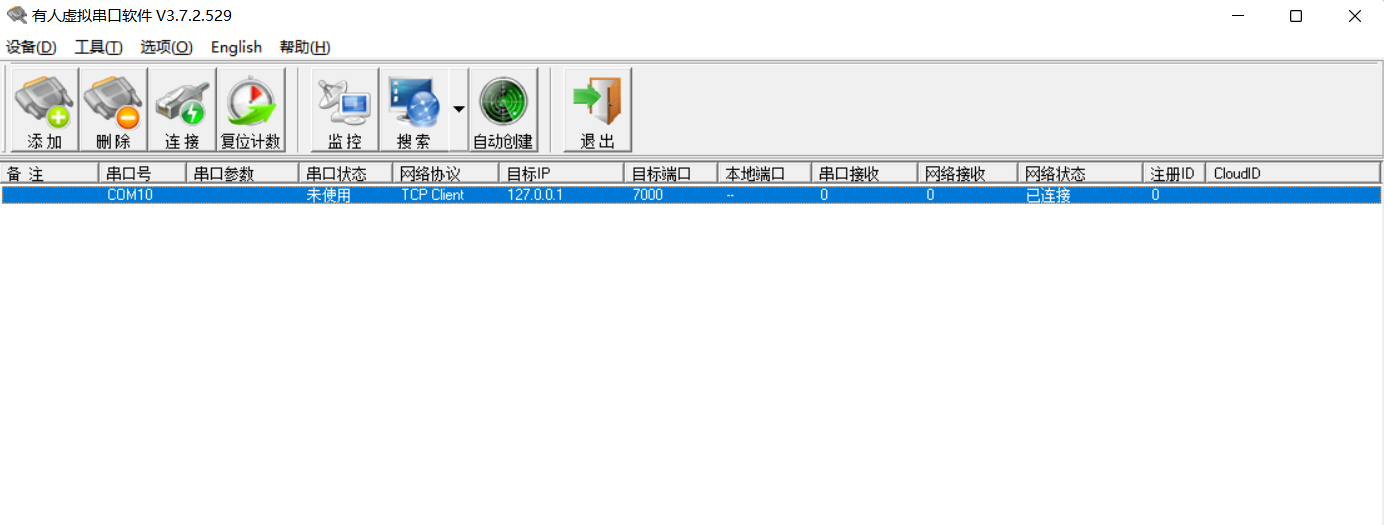 有人虚拟串口软件 V3.7.2.529
设备(D) 工具(T) 选项(O) English 帮助(H)
添 加 删 除 连 接 复位计数 监 控 搜 索 自动创建 退 出
备 注 串口号 串口参数 串口状态 网络协议 目标IP 目标端口 本地端口 串口接收 网络接收 网络状态 注册ID CloudID
COM10 未使用 TCP Client 127.0.0.1 7000 -- 0 0 已连接 0